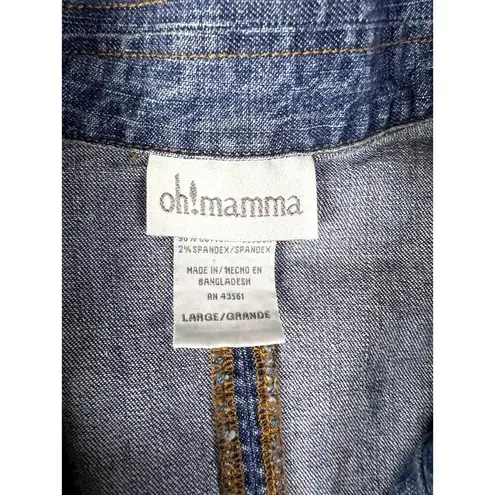 oh!mamma
2% SPANDEX/SPANDEX
MADE IN/HECHO EN
BANGLADESH
RN 43561
LARGE/GRANDE